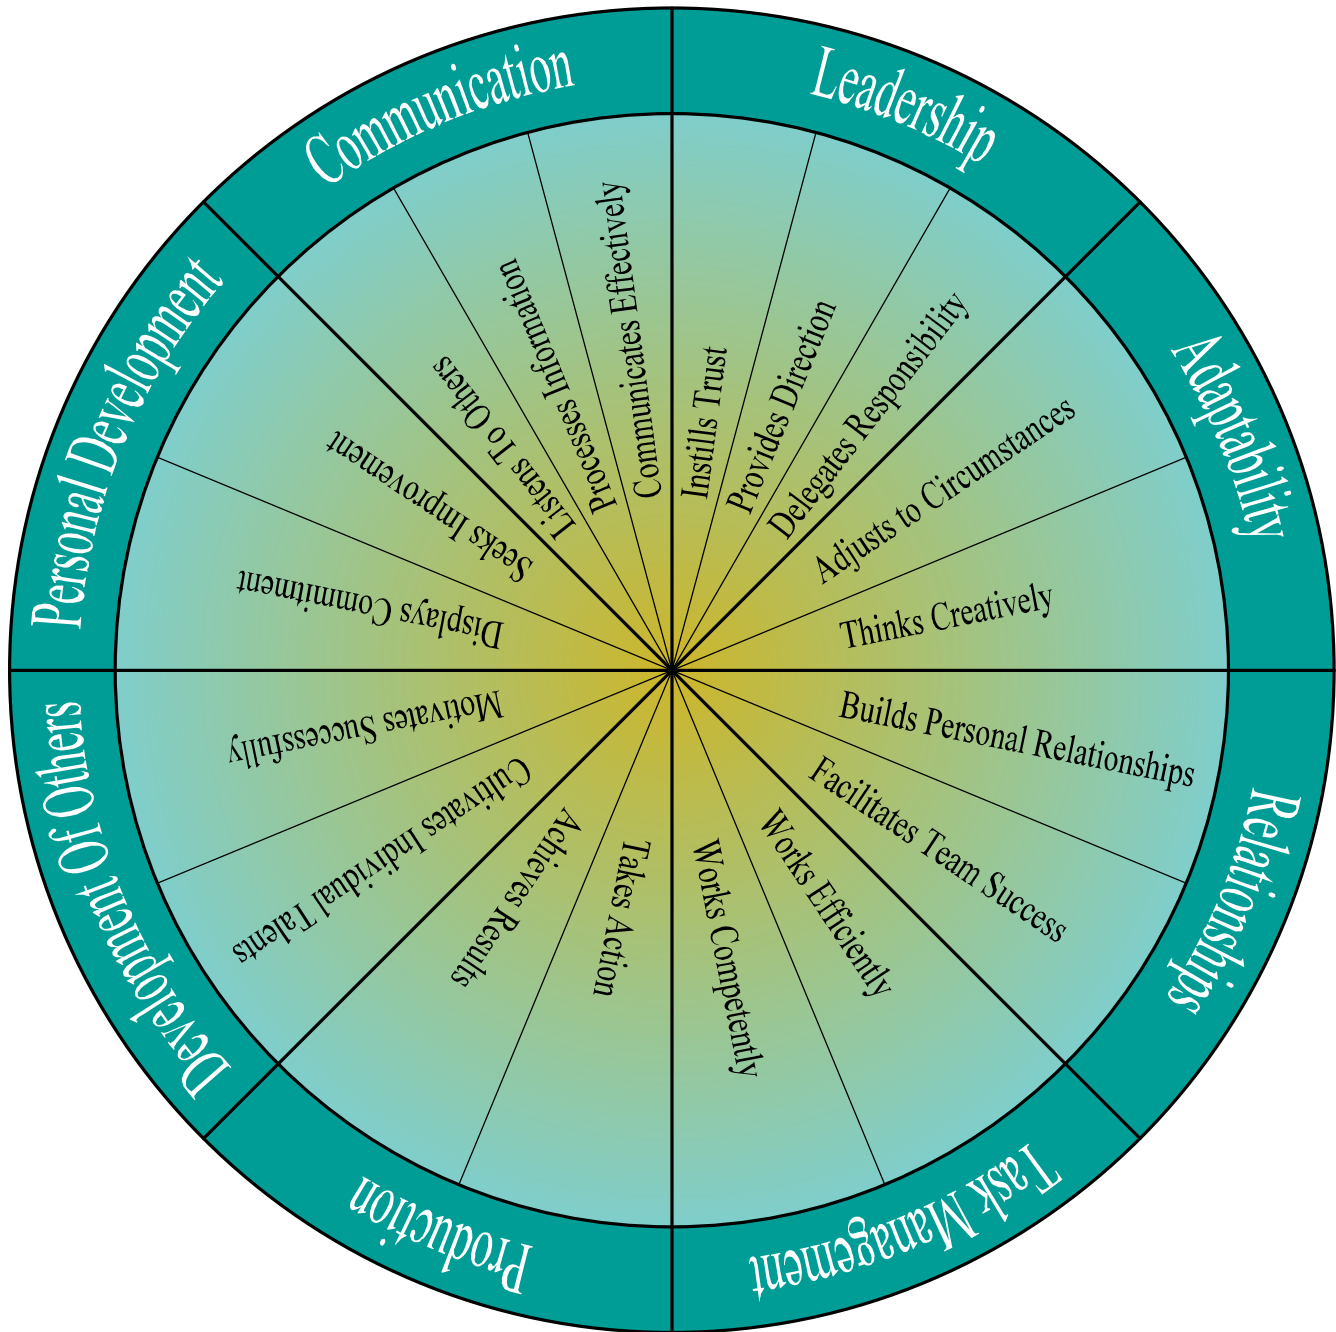 Leadership
Instills Trust
Provides Direction
Delegates Responsibility
Adaptability
Adjusts to Circumstances
Thinks Creatively
Relationships
Builds Personal Relationships
Facilitates Team Success
Task Management
Works Efficiently
Works Competently
Production
Takes Action
Achieves Results
Development Of Others
Cultivates Individual Talents
Motivates Successfully
Personal Development
Displays Commitment
Seeks Improvement
Communication
Listens To Others
Processes Information
Communicates Effectively